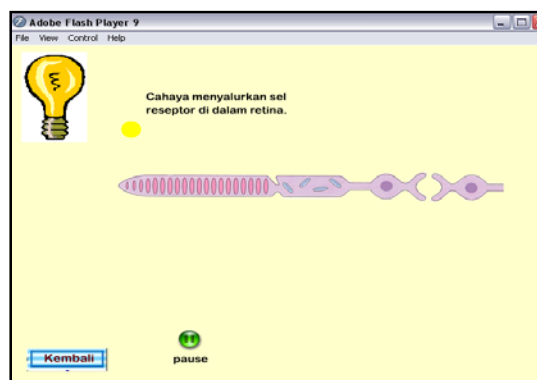 Adobe Flash Player 9
File View Control Help
Cahaya menyalurkan sel
reseptor di dalam retina.
pause
Kembali